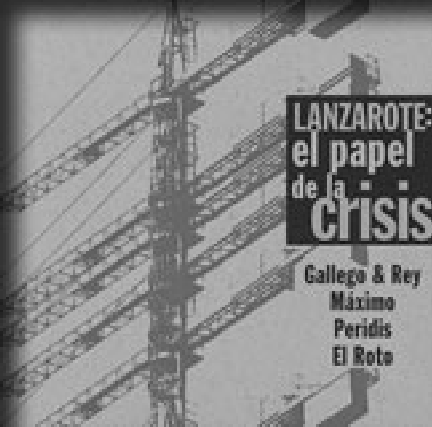 LANZAROTE:
el papel
de la
crisis
Gallego & Rey
Máximo
Peridis
El Roto